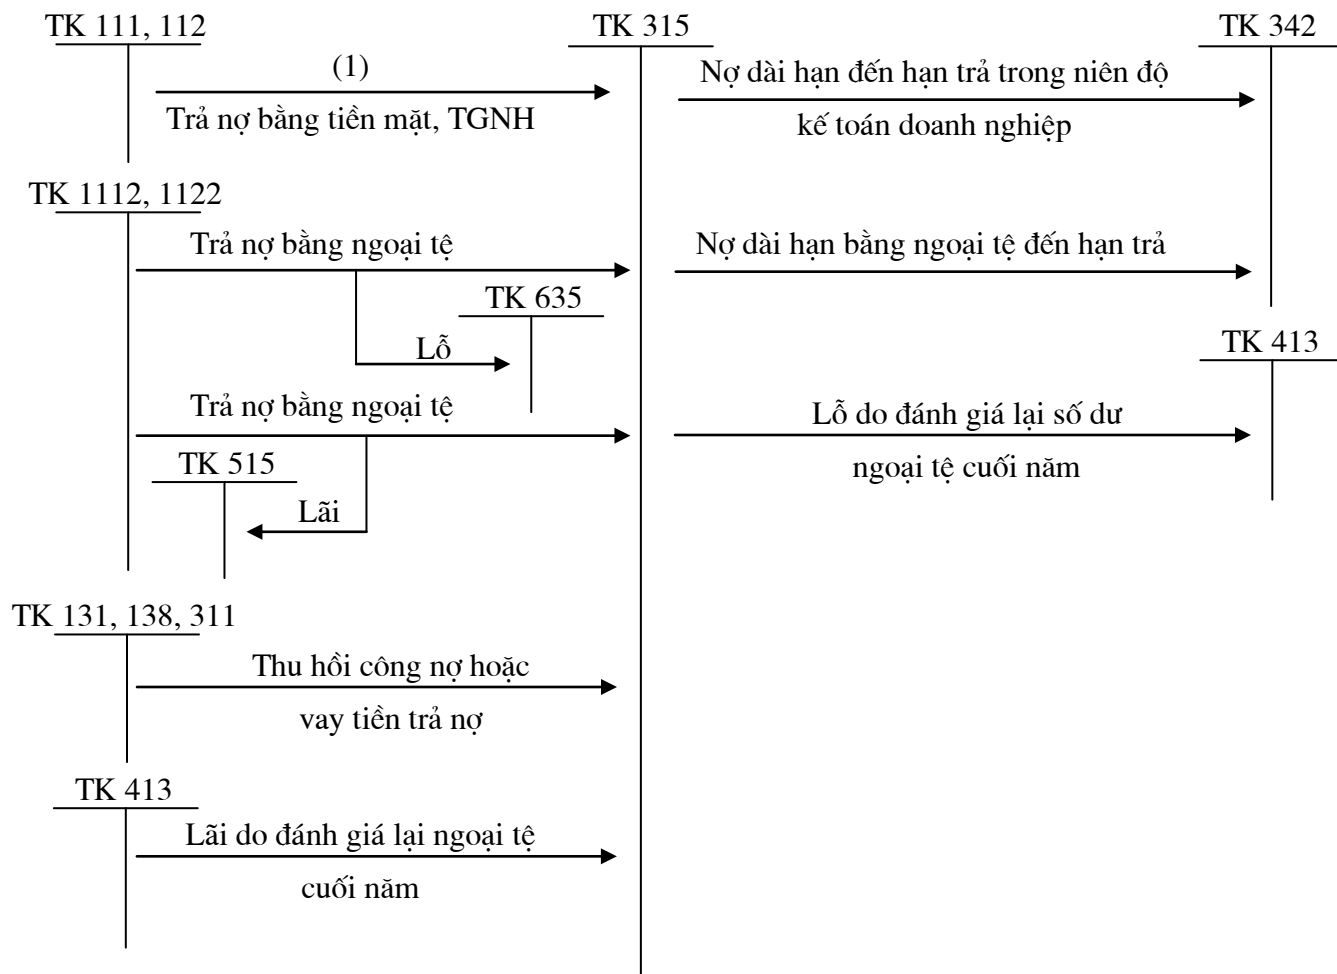 TK 111, 112
TK 315
TK 342
(1)
Trả nợ bằng tiền mặt, TGNH
Nợ dài hạn đến hạn trả trong niên độ
kế toán doanh nghiệp
TK 1112, 1122
Trả nợ bằng ngoại tệ
Nợ dài hạn bằng ngoại tệ đến hạn trả
TK 635
Lỗ
TK 413
Trả nợ bằng ngoại tệ
Lỗ do đánh giá lại số dư
ngoại tệ cuối năm
TK 515
Lãi
TK 131, 138, 311
Thu hồi công nợ hoặc
vay tiền trả nợ
TK 413
Lãi do đánh giá lại ngoại tệ
cuối năm